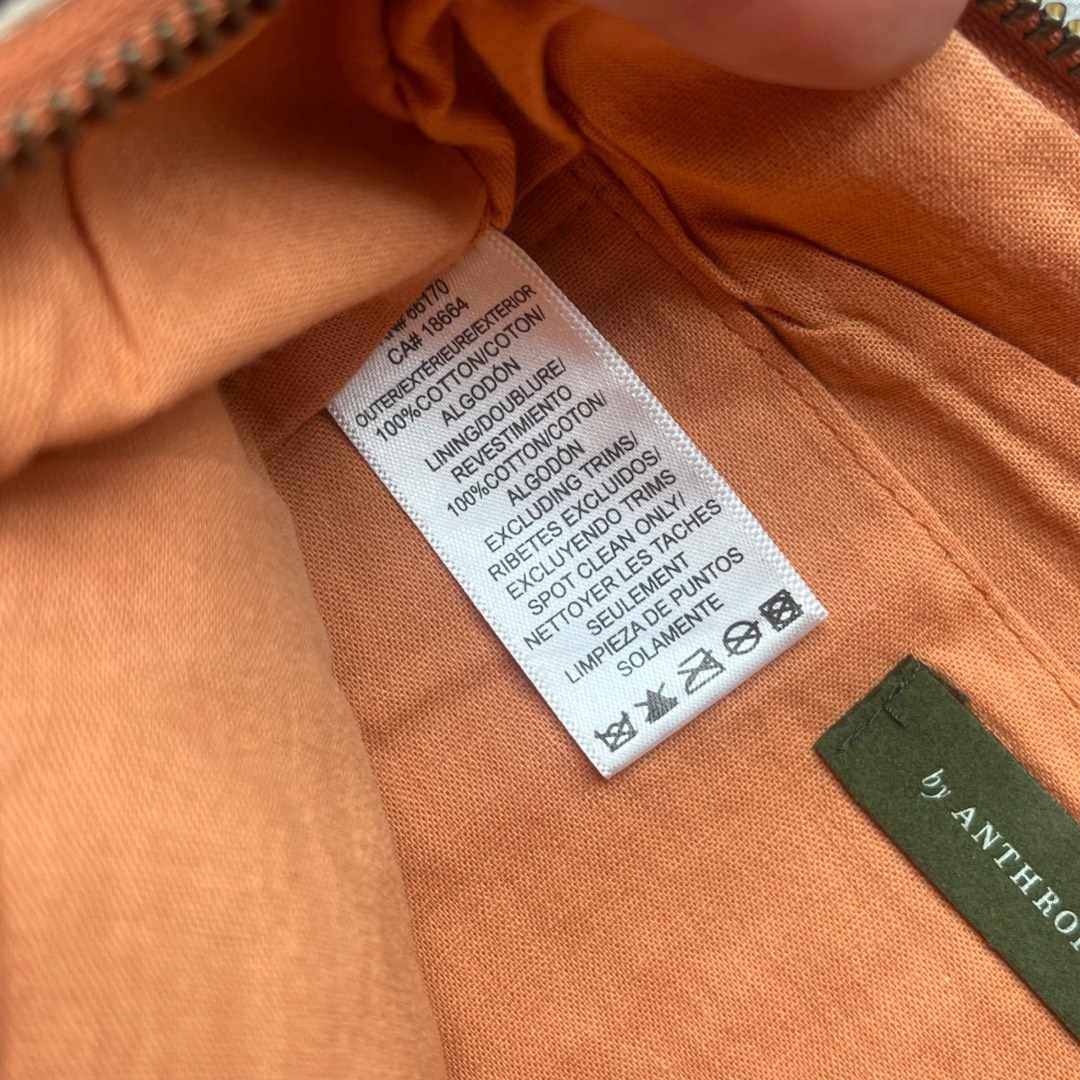 CA# 18664
OUTER/EXTÉRIEURE/EXTERIOR
100%COTTON/COTON/
ALGODÓN
LINING/DOUBLURE/
REVESTIMIENTO
100%COTTON/COTON/
ALGODÓN
EXCLUDING TRIMS/
RIBETES EXCLUIDOS/
EXCLUYENDO TRIMS
SPOT CLEAN ONLY/
NETTOYER LES TACHES
SEULEMENT
LIMPIEZA DE PUNTOS
SOLAMENTE
by ANTHRO